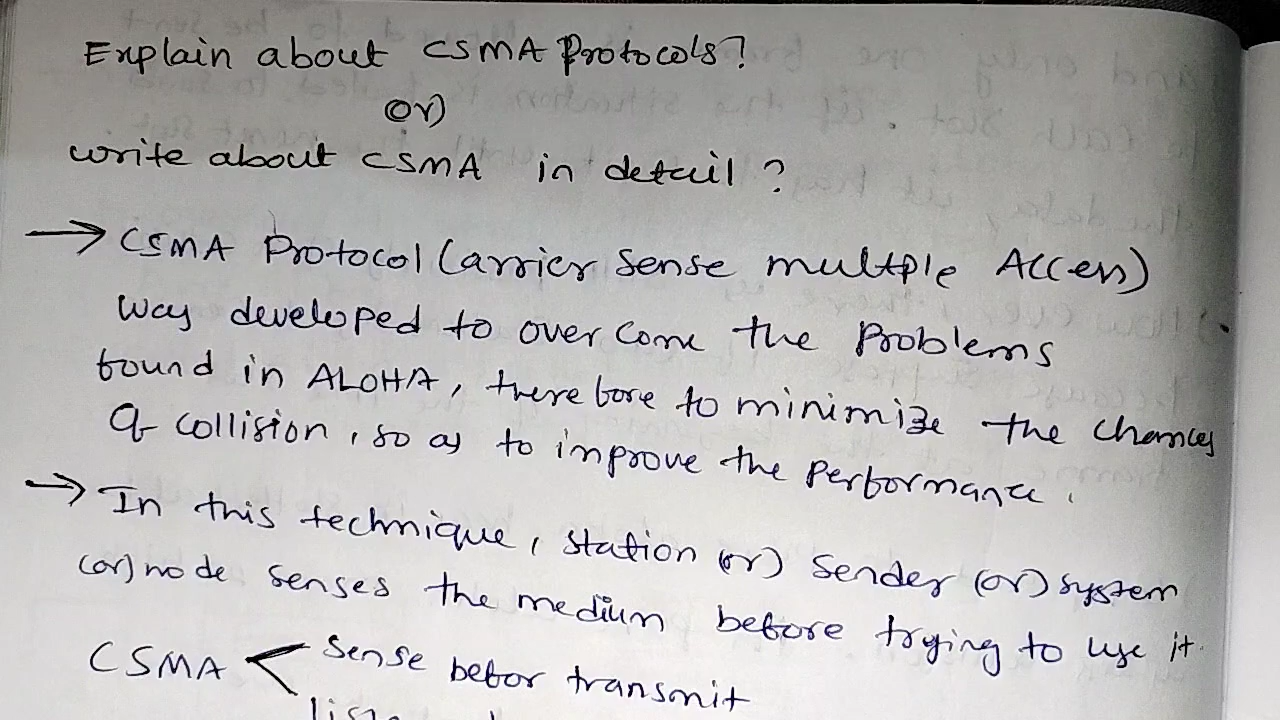 Explain about CSMA Protocols?
or)
write about CSMA in detail?
→ CSMA Protocol (Carrier Sense multple Access)
was developed to over come the Problems
found in ALOHA, therefore to minimize the chances
of collision, so as to improve the performance.
→ In this technique, station (or) Sender (or) system
(or) node senses the medium before trying to use it.
CSMA < Sense befor transmit